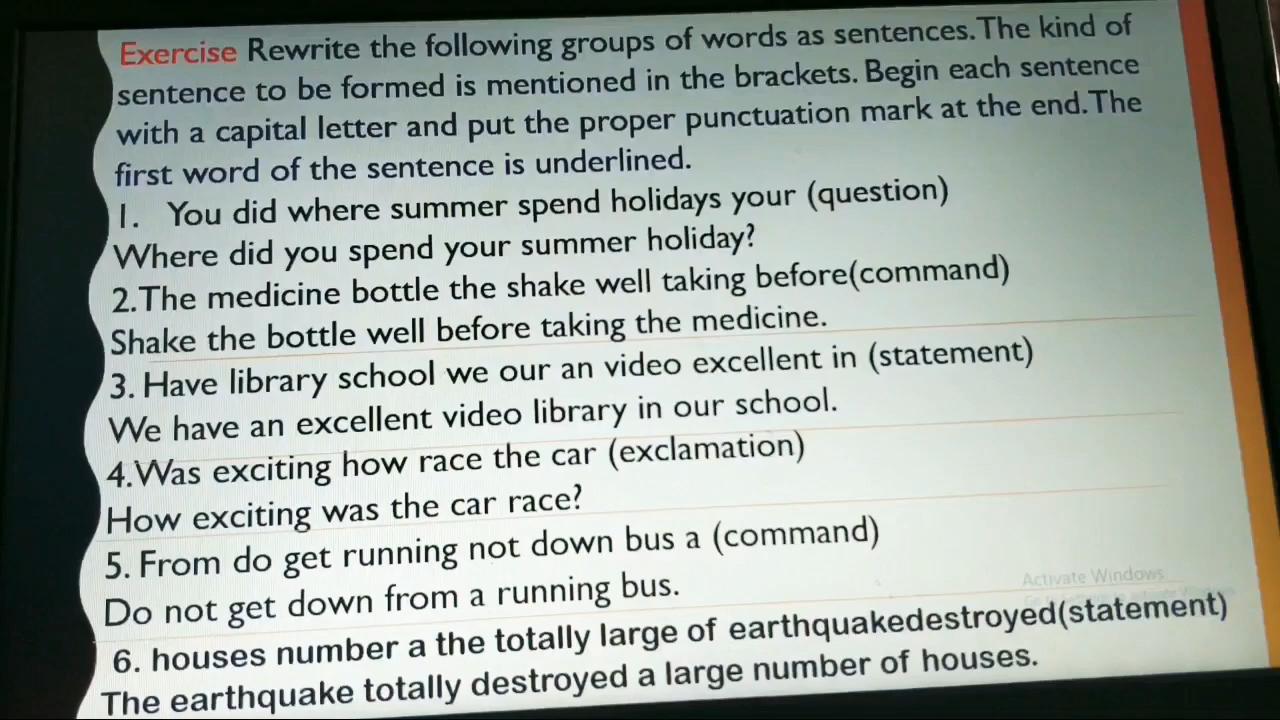 Exercise Rewrite the following groups of words as sentences.The kind of
sentence to be formed is mentioned in the brackets. Begin each sentence
with a capital letter and put the proper punctuation mark at the end.The
first word of the sentence is underlined.
1. You did where summer spend holidays your (question)
Where did you spend your summer holiday?
2.The medicine bottle the shake well taking before(command)
Shake the bottle well before taking the medicine.
3. Have library school we our an video excellent in (statement)
We have an excellent video library in our school.
4.Was exciting how race the car (exclamation)
How exciting was the car race?
5. From do get running not down bus a (command)
Do not get down from a running bus.
Activate Windows
6. houses number a the totally large of earthquakedestroyed(statement)
The earthquake totally destroyed a large number of houses.